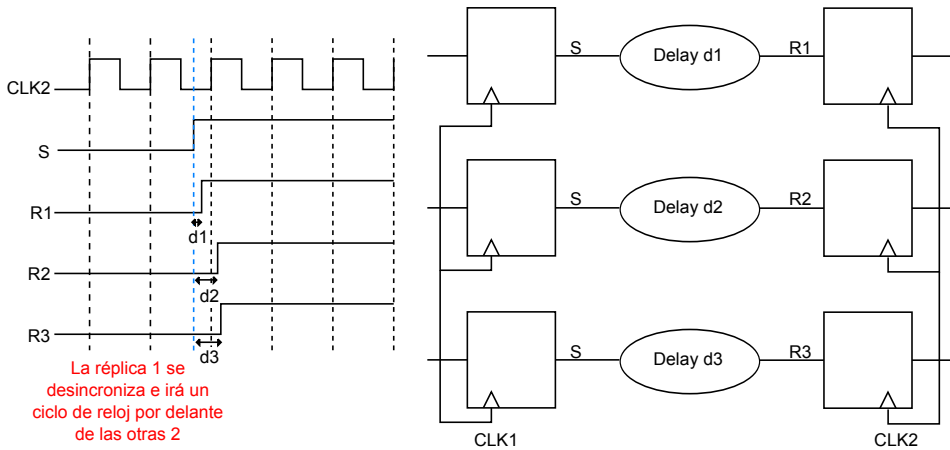 CLK2
S
R1
d1
R2
d2
R3
d3
La réplica 1 se
desincroniza e irá un
ciclo de reloj por delante
de las otras 2
S
Delay d1
R1
S
Delay d2
R2
S
Delay d3
R3
CLK1
CLK2